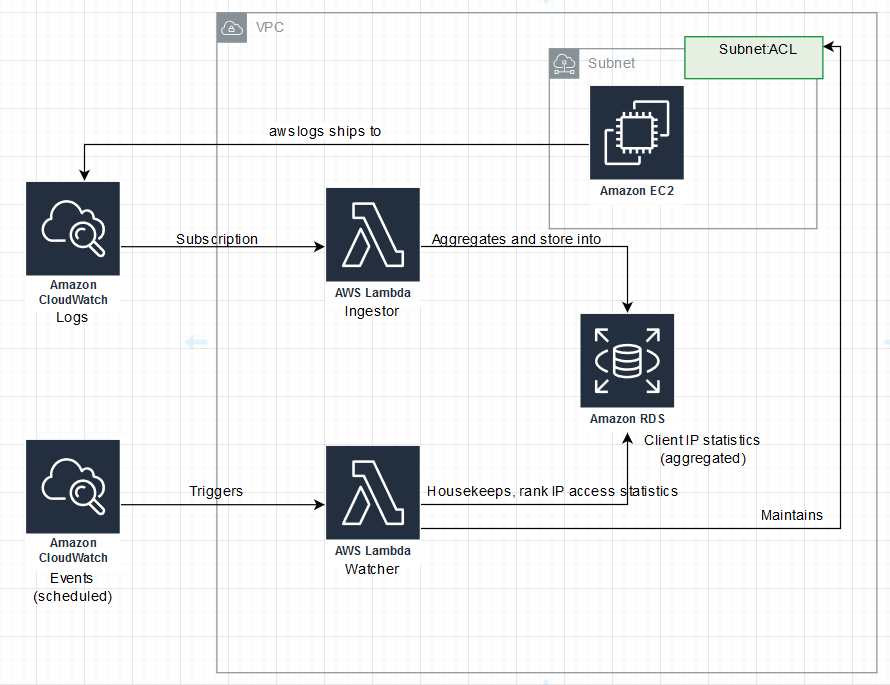 VPC
Subnet:ACL
Subnet
Amazon EC2
awslogs ships to
Amazon
CloudWatch
Logs
Subscription
AWS Lambda
Ingestor
Aggregates and store into
Amazon RDS
Client IP statistics
(aggregated)
Amazon
CloudWatch
Events
(scheduled)
Triggers
AWS Lambda
Watcher
Housekeeps, rank IP access statistics
Maintains